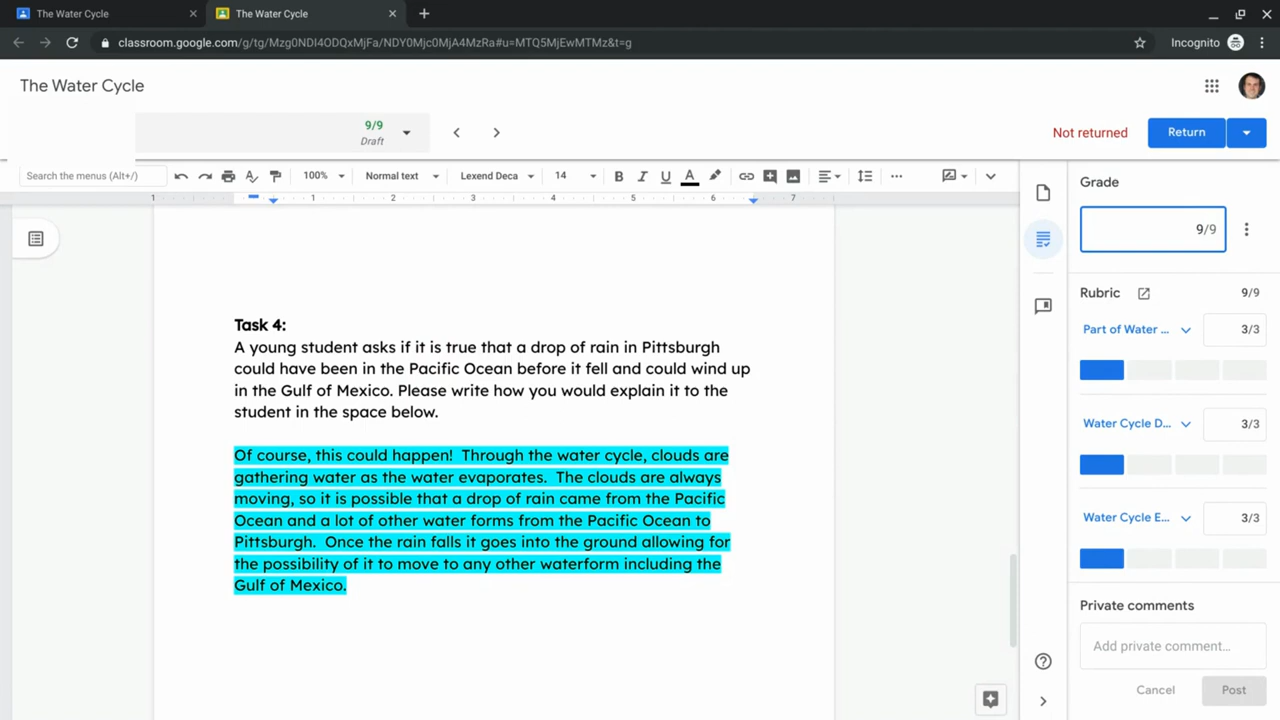 The Water Cycle
The Water Cycle
classroom.google.com/g/tg/Mzg0NDI4ODQxMjFa/NDY0Mjc0MjA4MzRa#u=MTQ5MjEwMTMz&t=g
Incognito
The Water Cycle
9/9
Draft
Not returned
Return
Search the menus (Alt+/)
100%
Normal text
Lexend Deca
14
B
I
U
A
1
1
2
3
4
5
6
7
Task 4:
A young student asks if it is true that a drop of rain in Pittsburgh
could have been in the Pacific Ocean before it fell and could wind up
in the Gulf of Mexico. Please write how you would explain it to the
student in the space below.
Of course, this could happen!  Through the water cycle, clouds are
gathering water as the water evaporates.  The clouds are always
moving, so it is possible that a drop of rain came from the Pacific
Ocean and a lot of other water forms from the Pacific Ocean to
Pittsburgh.  Once the rain falls it goes into the ground allowing for
the possibility of it to move to any other waterform including the
Gulf of Mexico.
Grade
9/9
Rubric
9/9
Part of Water ...
3/3
Water Cycle D...
3/3
Water Cycle E...
3/3
Private comments
Add private comment...
Cancel
Post